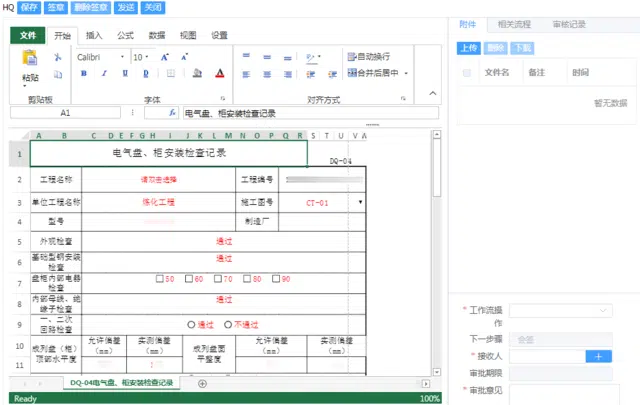 HQ 保存 签章 删除签章 发送 关闭
文件 开始 插入 公式 数据 视图 设置
Calibri 10 A A 自动换行
粘贴 B I U A 合并后居中
剪贴板 字体 对齐方式
A1 电气盘、柜安装检查记录
A B C D E F G H I J K L M N O P Q R S T U V W
1 电气盘、柜安装检查记录 DQ-04
2 工程名称 请双击选择 工程编号
3 单位工程名称 炼化工程 施工图号 CT-01
4 型号 制造厂
5 外观检查 通过
6 基础型钢安装检查 通过
7 盘柜内部电器检查 50 60 70 80 90
8 内部母线、绝缘子检查 通过
9 一、二次回路检查 通过 不通过
10 成列盘（柜）顶部水平度 允许偏差（mm） 实测偏差（mm） 成列盘面平整度 允许偏差（mm） 实测偏差（mm）
11
DQ-04电气盘、柜安装检查记录
Ready 100%
附件 相关流程 审核记录
上传 删除 下载
文件名 备注 时间
暂无数据
* 工作流操作
下一步骤 会签
* 接收人 +
审批期限
* 审批意见